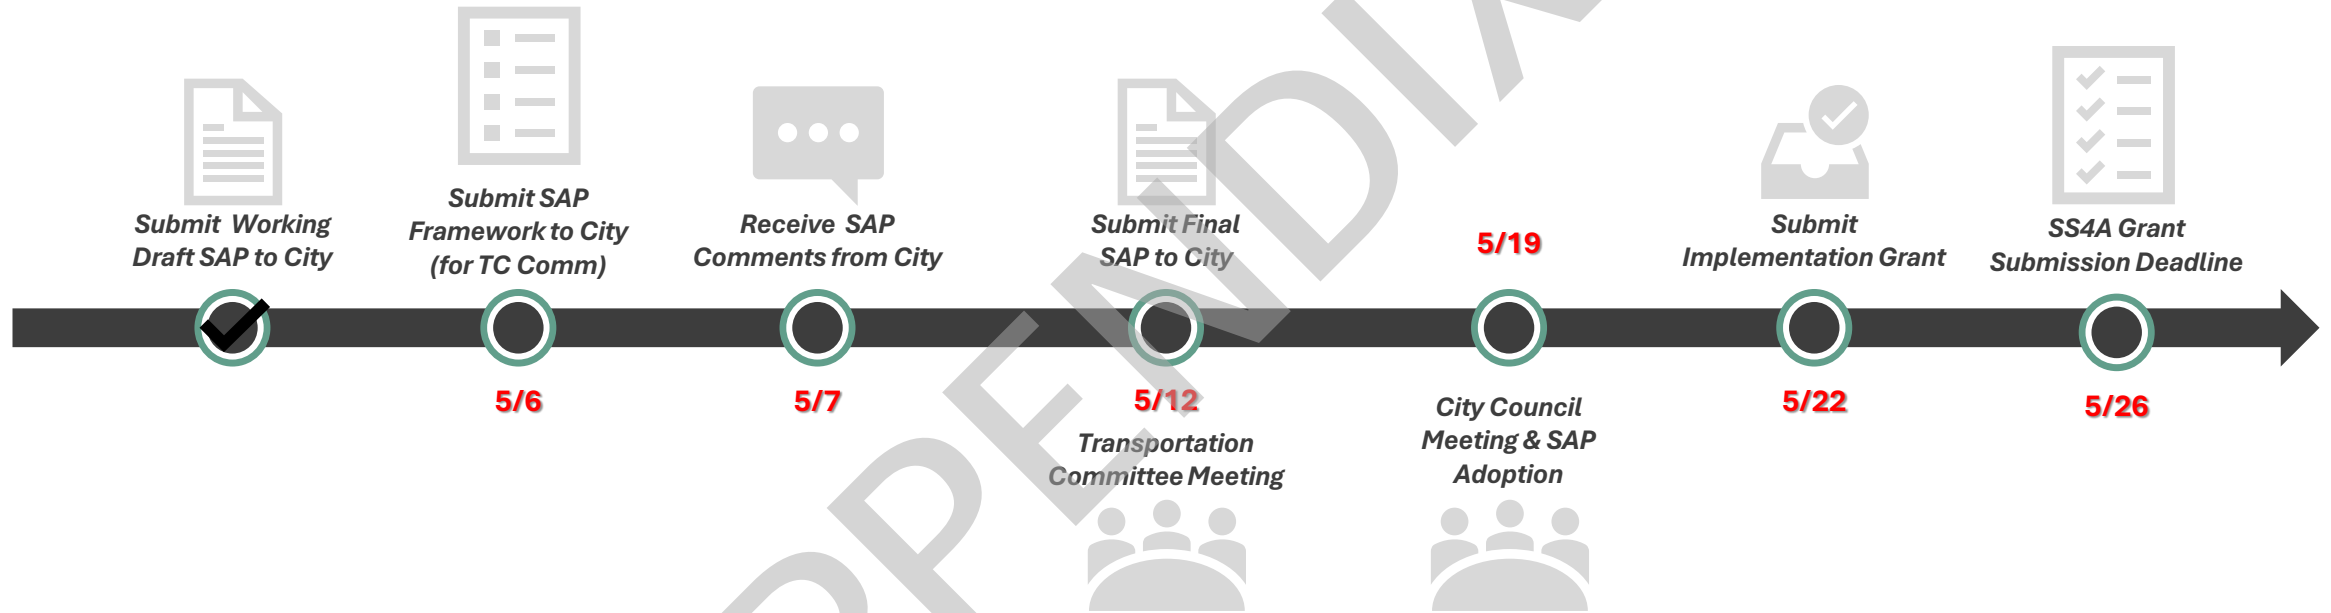 Submit Working
Draft SAP to City
Submit SAP
Framework to City
(for TC Comm)
5/6
Receive SAP
Comments from City
5/7
Submit Final
SAP to City
5/12
Transportation
Committee Meeting
5/19
City Council
Meeting & SAP
Adoption
Submit
Implementation Grant
5/22
SS4A Grant
Submission Deadline
5/26
PPENDIX